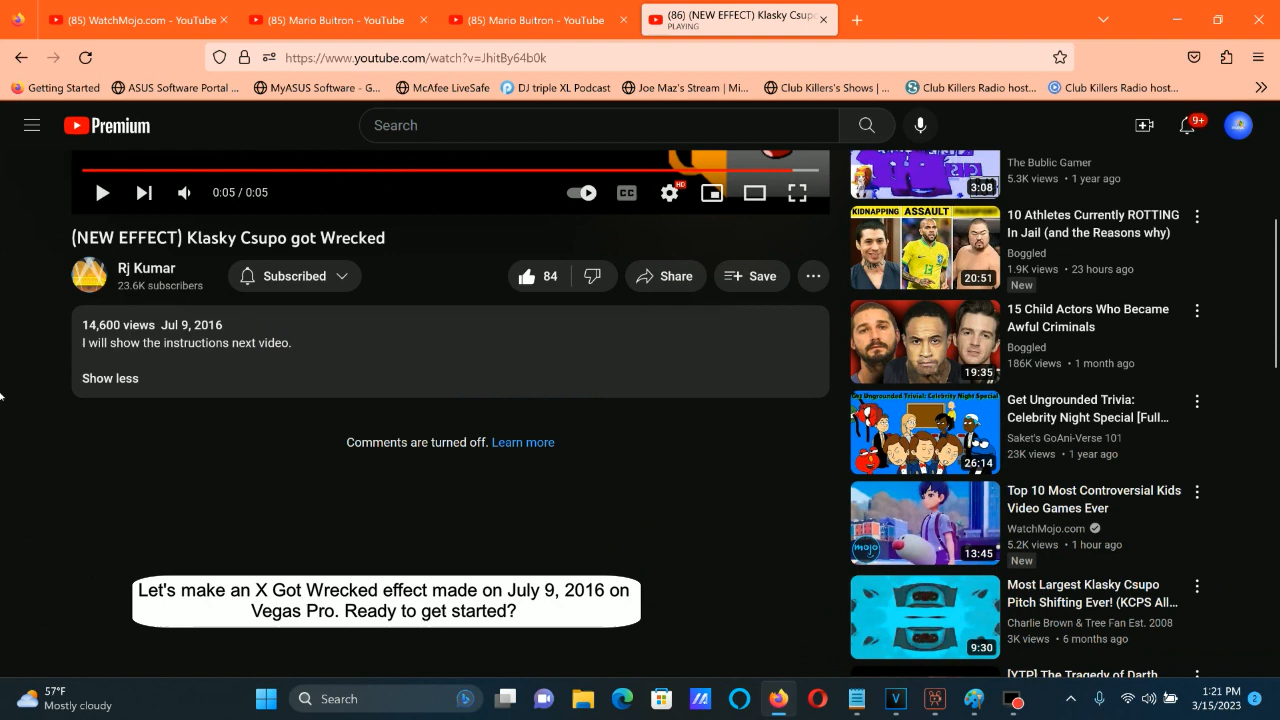 (85) WatchMojo.com - YouTube
(85) Mario Buitron - YouTube
(85) Mario Buitron - YouTube
(86) (NEW EFFECT) Klasky Csupo
PLAYING
https://www.youtube.com/watch?v=JhitBy64b0k
Getting Started
ASUS Software Portal ...
MyASUS Software - G...
McAfee LiveSafe
DJ triple XL Podcast
Joe Maz's Stream | Mi...
Club Killers's Shows | ...
Club Killers Radio host...
Club Killers Radio host...
Premium
Search
9+
0:05 / 0:05
CC
HD
(NEW EFFECT) Klasky Csupo got Wrecked
Rj Kumar
23.6K subscribers
Subscribed
84
Share
Save
14,600 views Jul 9, 2016
I will show the instructions next video.
Show less
Comments are turned off. Learn more
Let's make an X Got Wrecked effect made on July 9, 2016 on
Vegas Pro. Ready to get started?
The Bublic Gamer
5.3K views • 1 year ago
3:08
KIDNAPPING ASSAULT
20:51
10 Athletes Currently ROTTING
In Jail (and the Reasons why)
Boggled
1.9K views • 23 hours ago
New
19:35
15 Child Actors Who Became
Awful Criminals
Boggled
186K views • 1 month ago
Get Ungrounded Trivia: Celebrity Night Special
26:14
Get Ungrounded Trivia:
Celebrity Night Special [Full...
Saket's GoAni-Verse 101
23K views • 1 year ago
mojo
13:45
Top 10 Most Controversial Kids
Video Games Ever
WatchMojo.com
5.2K views • 1 hour ago
New
9:30
Most Largest Klasky Csupo
Pitch Shifting Ever! (KCPS All...
Charlie Brown & Tree Fan Est. 2008
3K views • 6 months ago
[YTP] The Tragedy of Darth
57°F
Mostly cloudy
Search
1:21 PM
3/15/2023
2